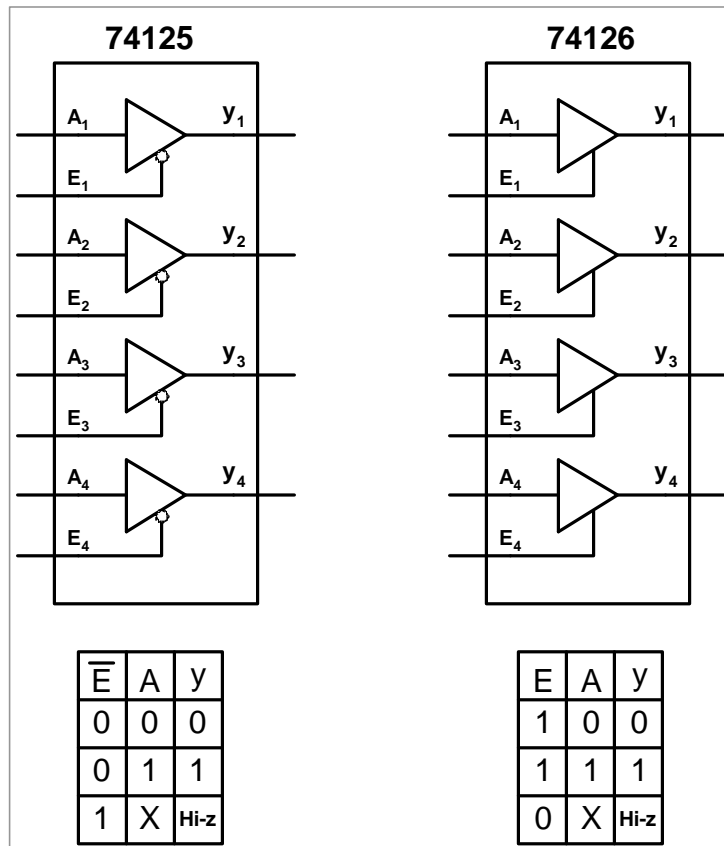 74125 74126
A1 y1 A1 y1
E1 E1
A2 y2 A2 y2
E2 E2
A3 y3 A3 y3
E3 E3
A4 y4 A4 y4
E4 E4
E̅ A y E A y
0 0 0 1 0 0
0 1 1 1 1 1
1 X Hi-z 0 X Hi-z